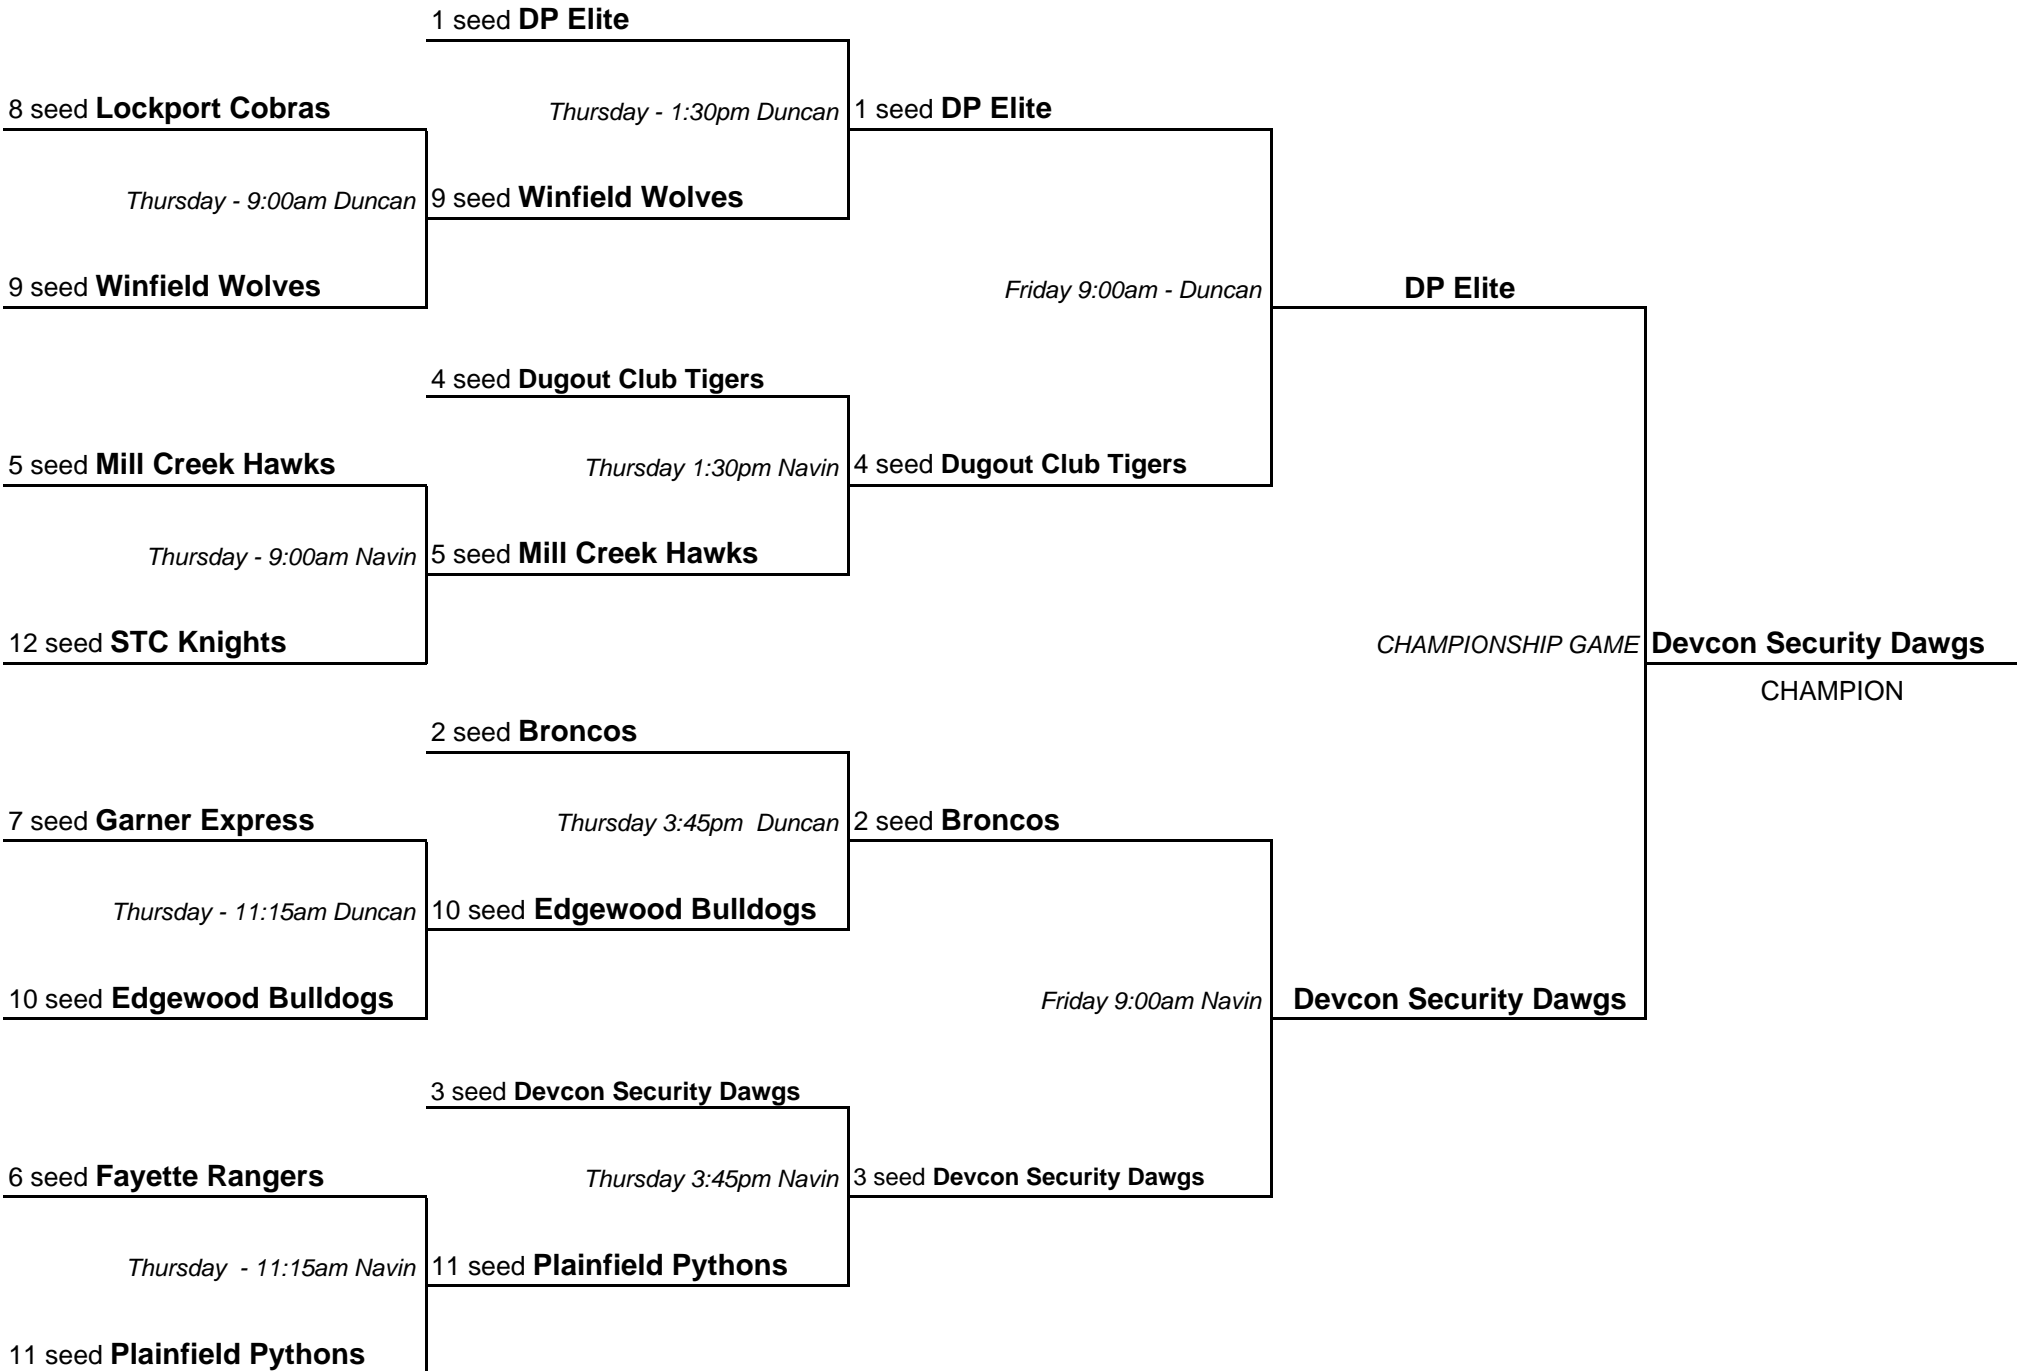 1 seed DP Elite
8 seed Lockport Cobras
Thursday - 1:30pm Duncan
1 seed DP Elite
Thursday - 9:00am Duncan
9 seed Winfield Wolves
9 seed Winfield Wolves
Friday 9:00am - Duncan
DP Elite
4 seed Dugout Club Tigers
5 seed Mill Creek Hawks
Thursday 1:30pm Navin
4 seed Dugout Club Tigers
Thursday - 9:00am Navin
5 seed Mill Creek Hawks
12 seed STC Knights
CHAMPIONSHIP GAME
Devcon Security Dawgs
CHAMPION
2 seed Broncos
7 seed Garner Express
Thursday 3:45pm  Duncan
2 seed Broncos
Thursday - 11:15am Duncan
10 seed Edgewood Bulldogs
10 seed Edgewood Bulldogs
Friday 9:00am Navin
Devcon Security Dawgs
3 seed Devcon Security Dawgs
6 seed Fayette Rangers
Thursday 3:45pm Navin
3 seed Devcon Security Dawgs
Thursday  - 11:15am Navin
11 seed Plainfield Pythons
11 seed Plainfield Pythons